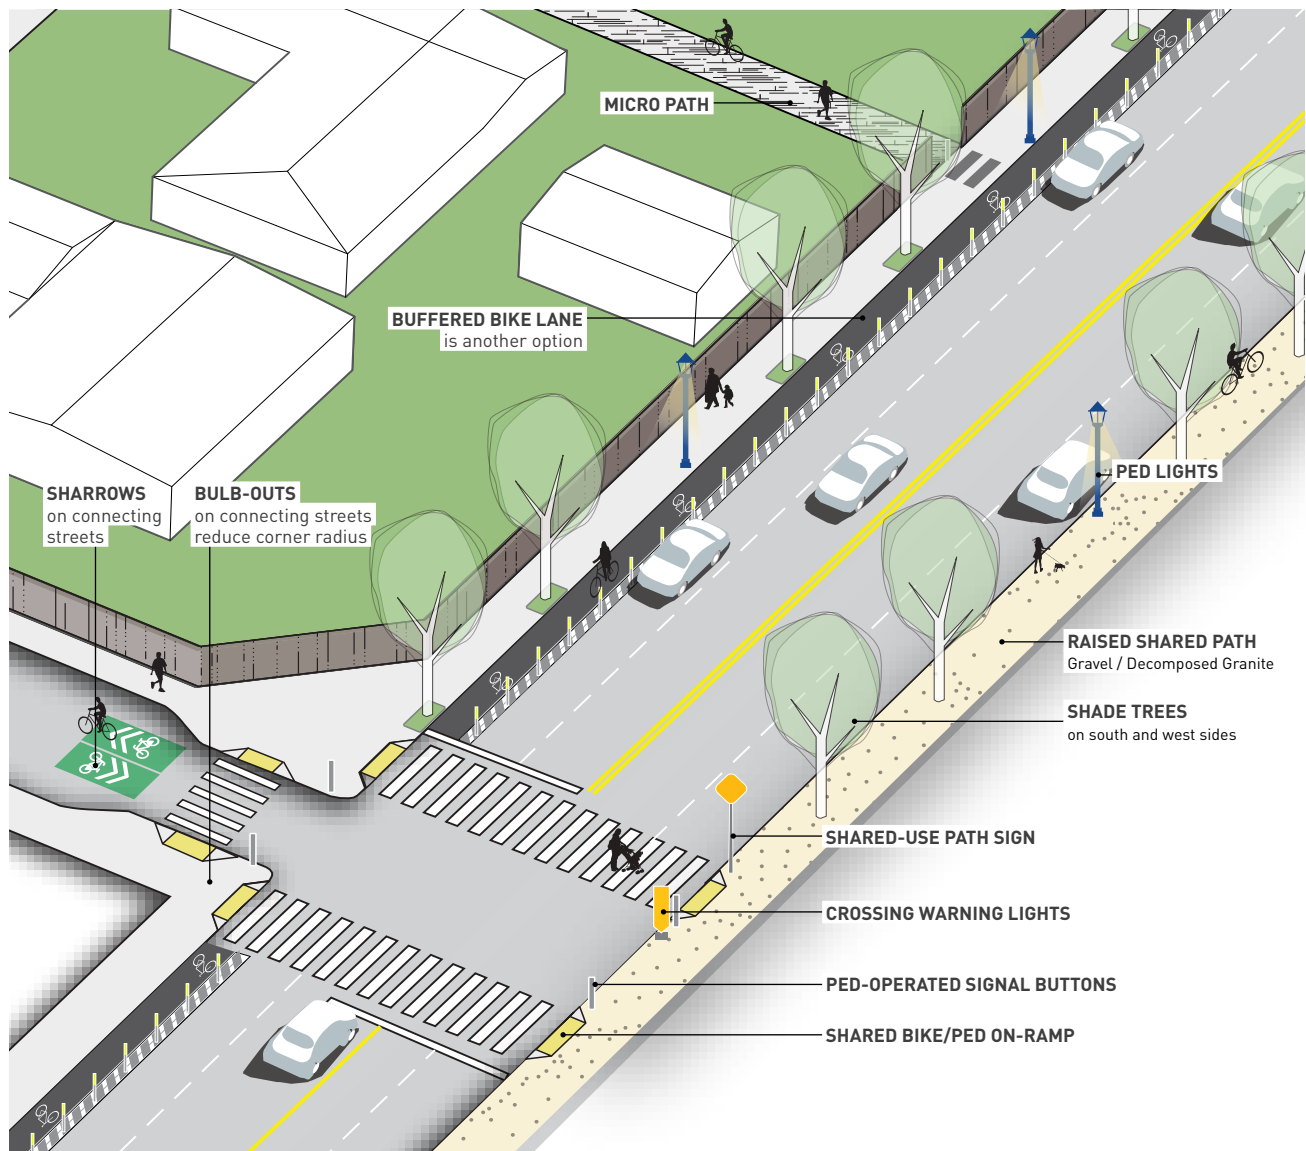 MICRO PATH
BUFFERED BIKE LANE
is another option
PED LIGHTS
SHARROWS
on connecting
streets
BULB-OUTS
on connecting streets
reduce corner radius
RAISED SHARED PATH
Gravel / Decomposed Granite
SHADE TREES
on south and west sides
SHARED-USE PATH SIGN
CROSSING WARNING LIGHTS
PED-OPERATED SIGNAL BUTTONS
SHARED BIKE/PED ON-RAMP